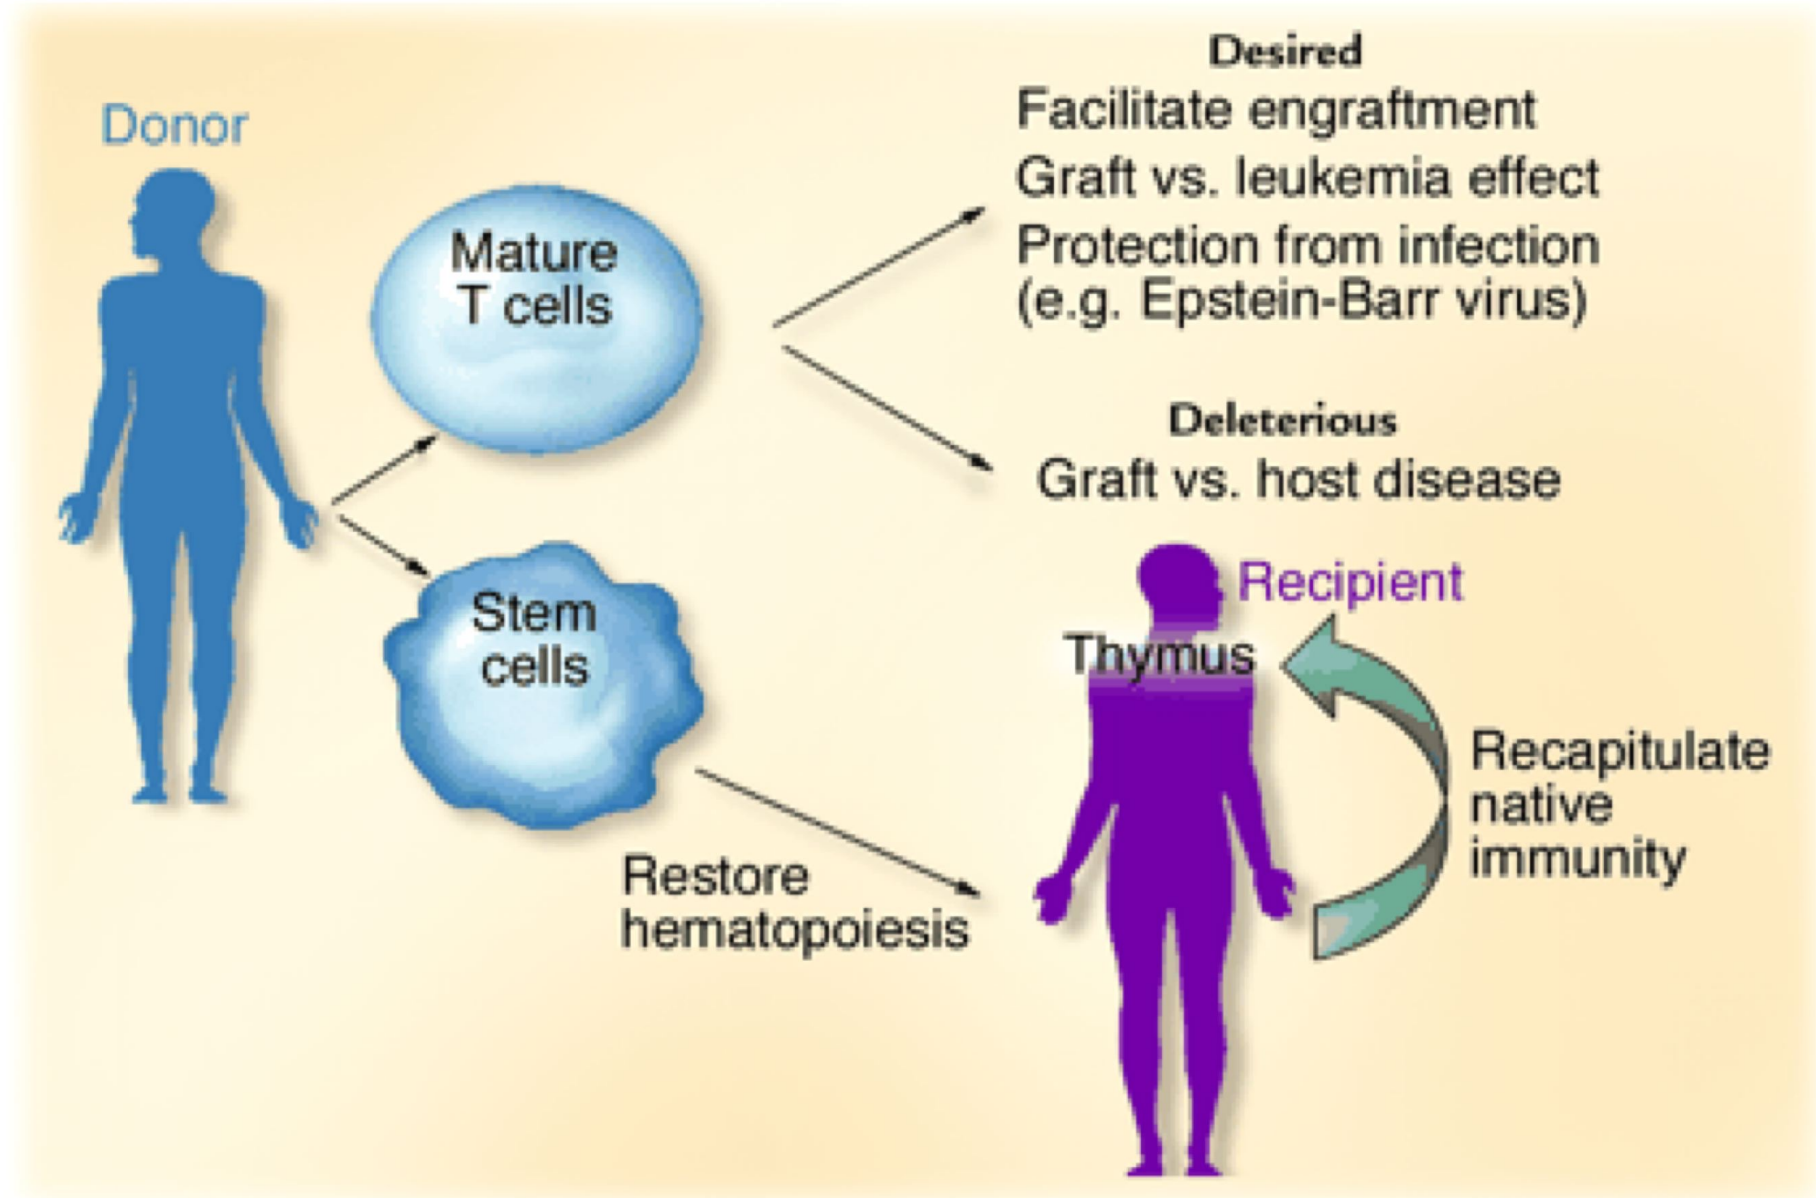 Donor
Mature
T cells
Stem
cells
Restore
hematopoiesis
Desired
Facilitate engraftment
Graft vs. leukemia effect
Protection from infection
(e.g. Epstein-Barr virus)
Deleterious
Graft vs. host disease
Recipient
Thymus
Recapitulate
native
immunity